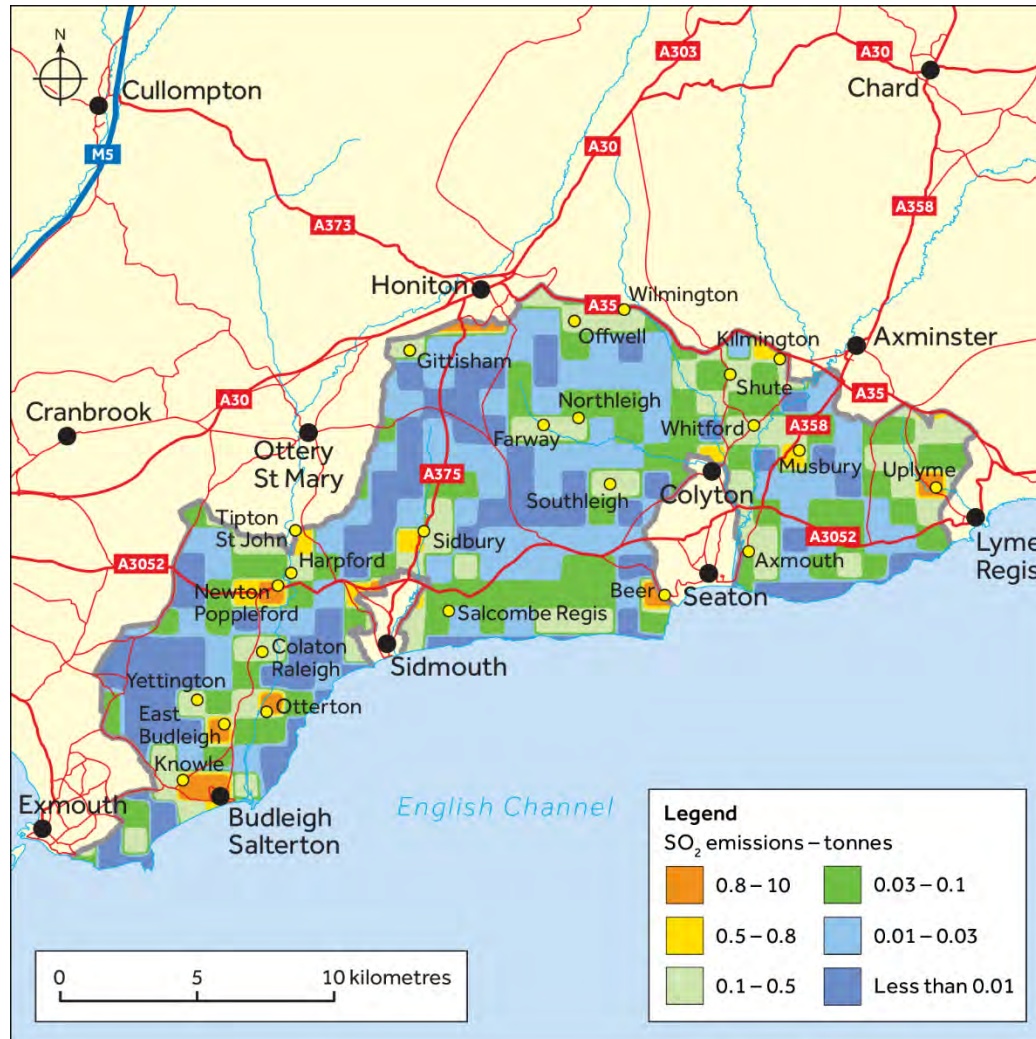 N
A303
A30
Chard
Cullompton
M5
A30
A358
A373
Honiton
A35
Wilmington
Offwell
Kilmington
Axminster
Gittisham
Shute
A30
Cranbrook
Northleigh
A35
Farway
Whitford
A358
Ottery
St Mary
A375
Musbury
Uplyme
Colyton
Southleigh
Tipton
St John
Sidbury
A3052
Lyme
Regis
A3052
Harpford
Axmouth
Newton
Poppleford
Beer
Seaton
Salcombe Regis
Colaton
Raleigh
Sidmouth
Yettington
East
Budleigh
Otterton
Knowle
Exmouth
Budleigh
Salterton
English Channel
Legend
SO₂ emissions – tonnes
0.8 – 10
0.03 – 0.1
0.5 – 0.8
0.01 – 0.03
0.1 – 0.5
Less than 0.01
0 5 10 kilometres